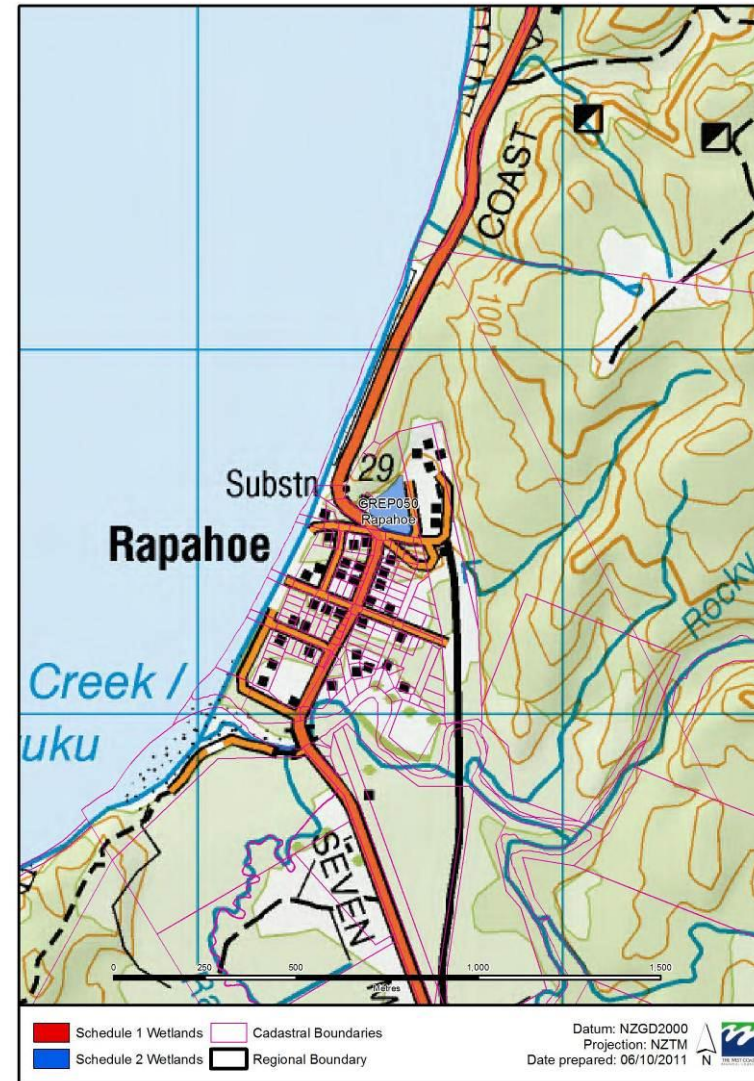 COAST
100
Substn
29
GREP050
Rapahoe
Rapahoe
Creek /
uku
SEVEN
0 250 500 1,000 1,500
Metres
Schedule 1 Wetlands
Cadastral Boundaries
Datum: NZGD2000
Projection: NZTM
Schedule 2 Wetlands
Regional Boundary
Date prepared: 06/10/2011
N